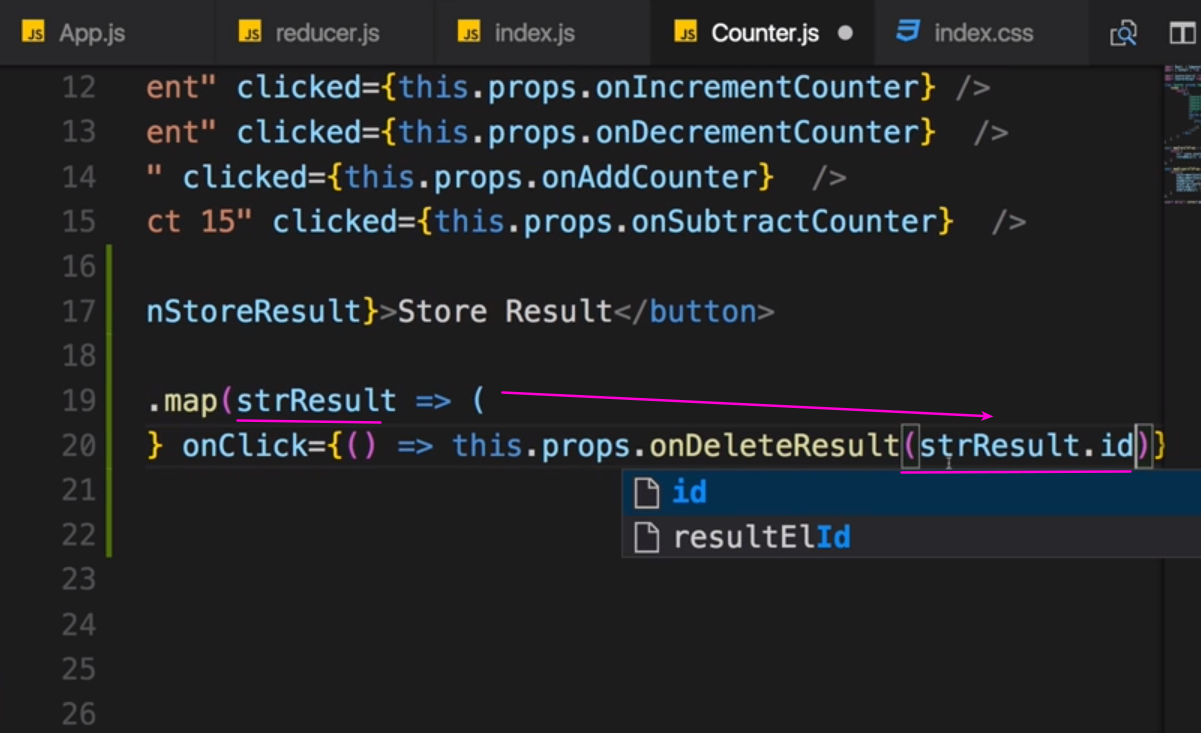 JS App.js JS reducer.js JS index.js JS Counter.js index.css
12 ent" clicked={this.props.onIncrementCounter} />
13 ent" clicked={this.props.onDecrementCounter}  />
14 " clicked={this.props.onAddCounter}  />
15 ct 15" clicked={this.props.onSubtractCounter}  />
16
17 nStoreResult}>Store Result</button>
18
19 .map(strResult => (
20 } onClick={() => this.props.onDeleteResult(strResult.id)}
21 id
22 resultElId
23
24
25
26